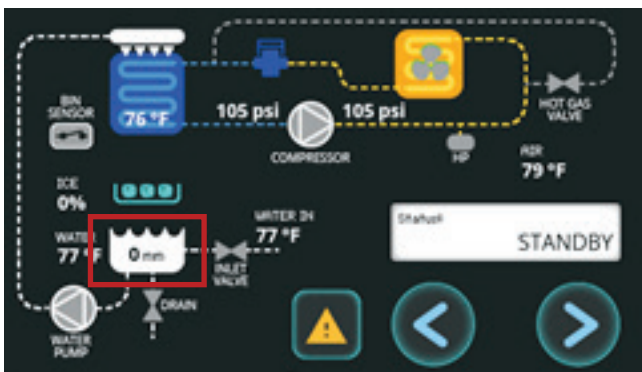 BIN
SENSOR
76 °F
105 psi
105 psi
COMPRESSOR
HOT GAS
VALVE
HP
AIR
79 °F
ICE
0%
WATER
77 °F
0 mm
WATER IN
77 °F
INLET
VALVE
DRAIN
WATER
PUMP
Status:
STANDBY